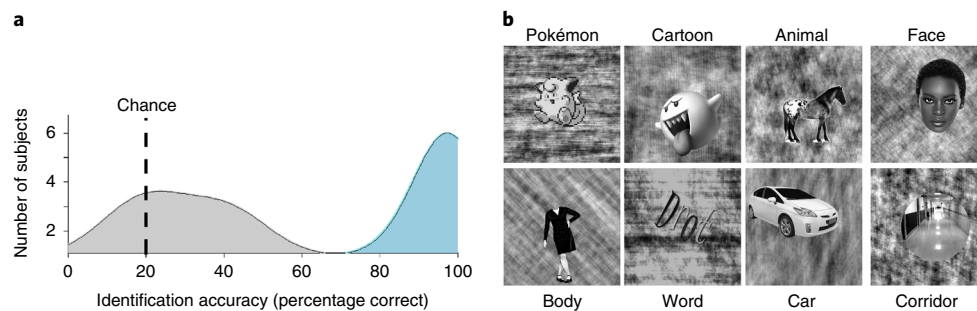 a
Chance
Number of subjects
6
4
2
0
20
40
60
80
100
Identification accuracy (percentage correct)
b
Pokémon
Cartoon
Animal
Face
Body
Word
Car
Corridor